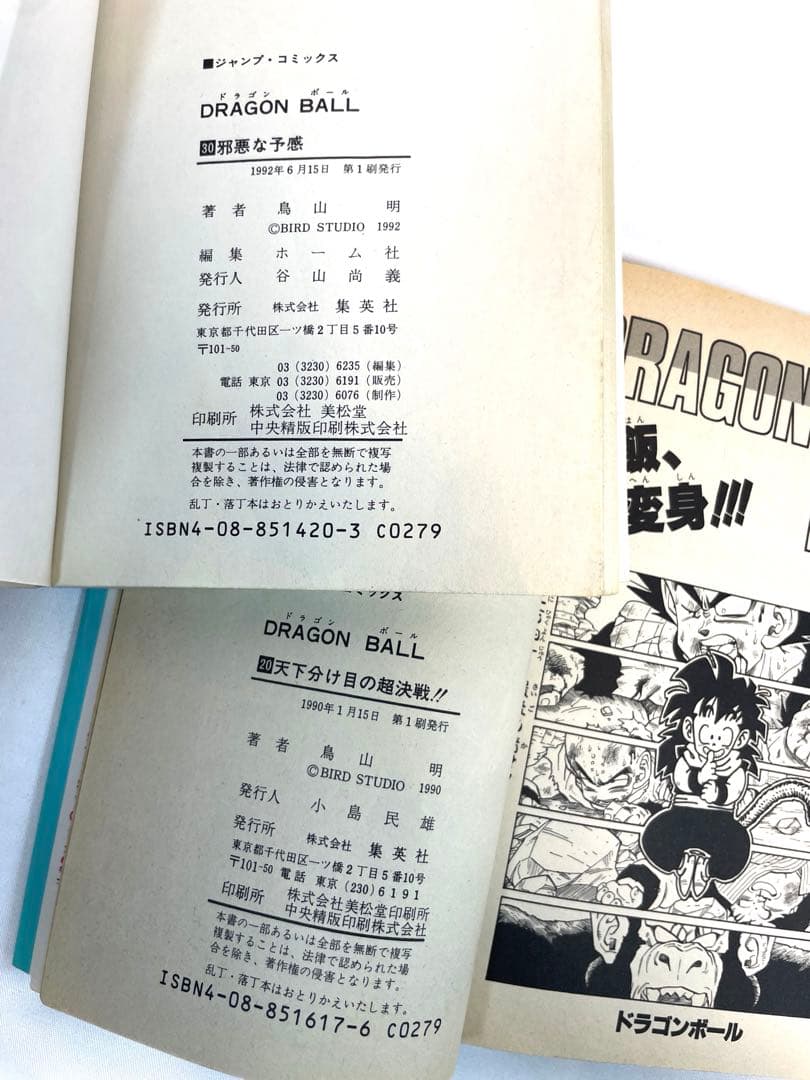 ■ジャンプ・コミックス
ドラゴン ボール
DRAGON BALL
30 邪悪な予感
1992年6月15日 第1刷発行
著者 鳥山 明
©BIRD STUDIO 1992
編集 ホーム社
発行人 谷山尚義
発行所 株式会社 集英社
東京都千代田区一ツ橋2丁目5番10号
〒101-50
03 (3230) 6235 (編集)
電話 東京 03 (3230) 6191 (販売)
03 (3230) 6076 (制作)
印刷所 株式会社 美松堂
中央精版印刷株式会社
本書の一部あるいは全部を無断で複写
複製することは、法律で認められた場
合を除き、著作権の侵害となります。
乱丁・落丁本はおとりかえいたします。
ISBN4-08-851420-3 C0279
ミックス
ドラゴン ボール
DRAGON BALL
20 天下分け目の超決戦!!
1990年1月15日 第1刷発行
著者 鳥山 明
©BIRD STUDIO 1990
発行人 小島民雄
発行所 株式会社 集英社
東京都千代田区一ツ橋2丁目5番10号
〒101-50 電話 東京 (230) 6191
印刷所 株式会社美松堂印刷所
中央精版印刷株式会社
本書の一部あるいは全部を無断で複写
複製することは、法律で認められた場
合を除き、著作権の侵害となります。
乱丁・落丁本はおとりかえいたします。
ISBN4-08-851617-6 C0279
DRAGON
はん
飯、
へんしん
変身!!!
ドラゴンボール